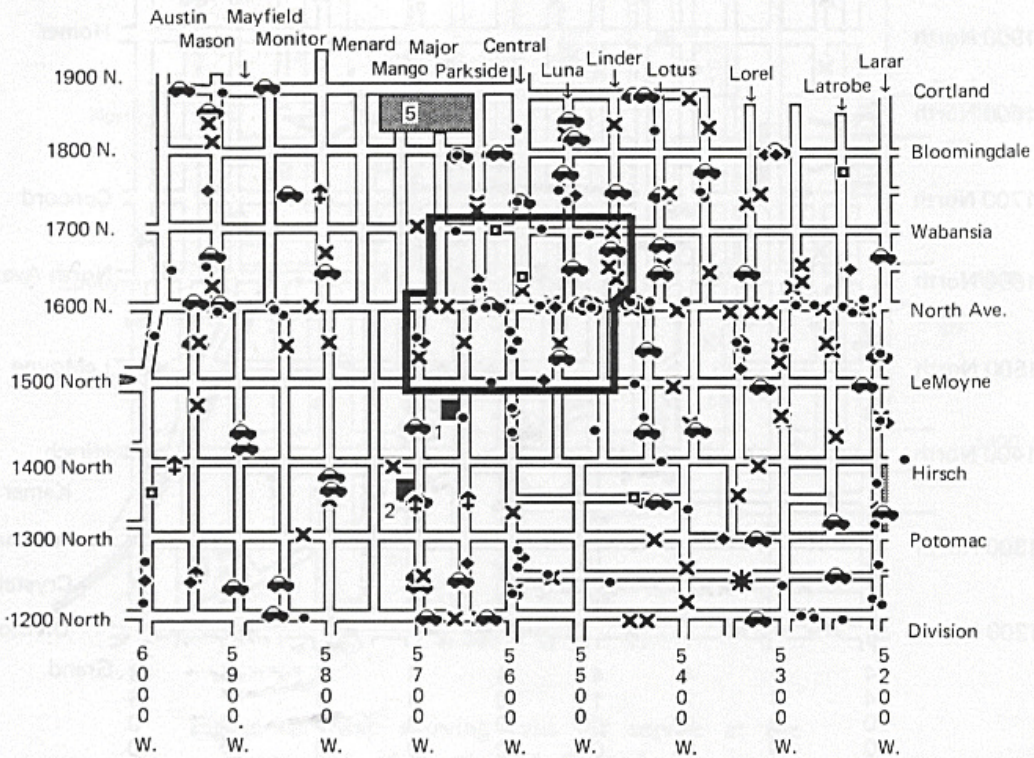 Austin Mayfield
Mason Monitor Menard Major Central
Mango Parkside Luna Linder Lotus Lorel Latrobe Larar
1900 N. Cortland
5
1800 N. Bloomingdale
1700 N. Wabansia
1600 N. North Ave.
1500 North LeMoyne
1
1400 North Hirsch
2
1300 North Potomac
1200 North Division
6000 W. 5900 W. 5800 W. 5700 W. 5600 W. 5500 W. 5400 W. 5300 W. 5200 W.